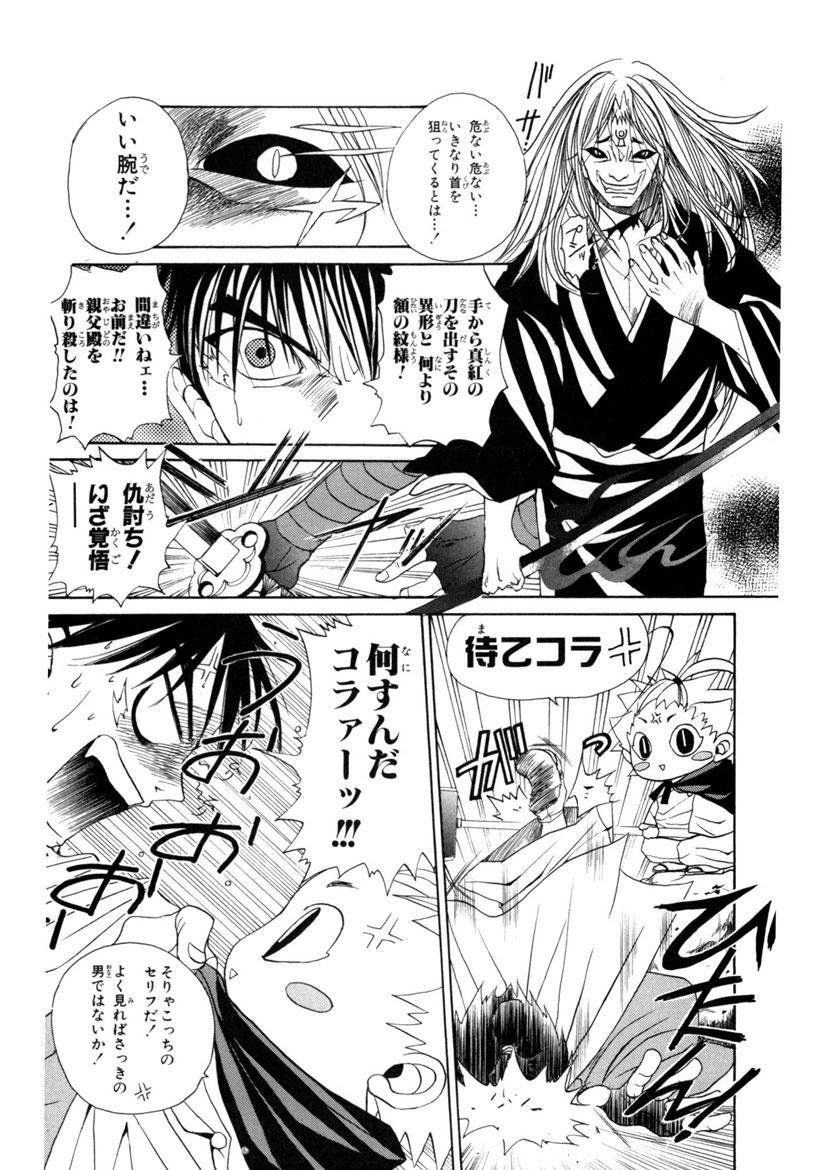 ザッ
危ない危ない…
いきなり首を
狙ってくるとは…!
いい腕だ…!
手から真紅の
刀を出すその
異形と 何より
額の紋様!
間違いねェ…
お前だ!!
親父殿を
斬り殺したのは!
仇討ち!
いざ覚悟
――
待てコラ
ガッ
びたん!
何すんだ
コラァーッ!!!
うおおおお
そりゃこっちの
セリフだ!
よく見ればさっきの
男ではないか!